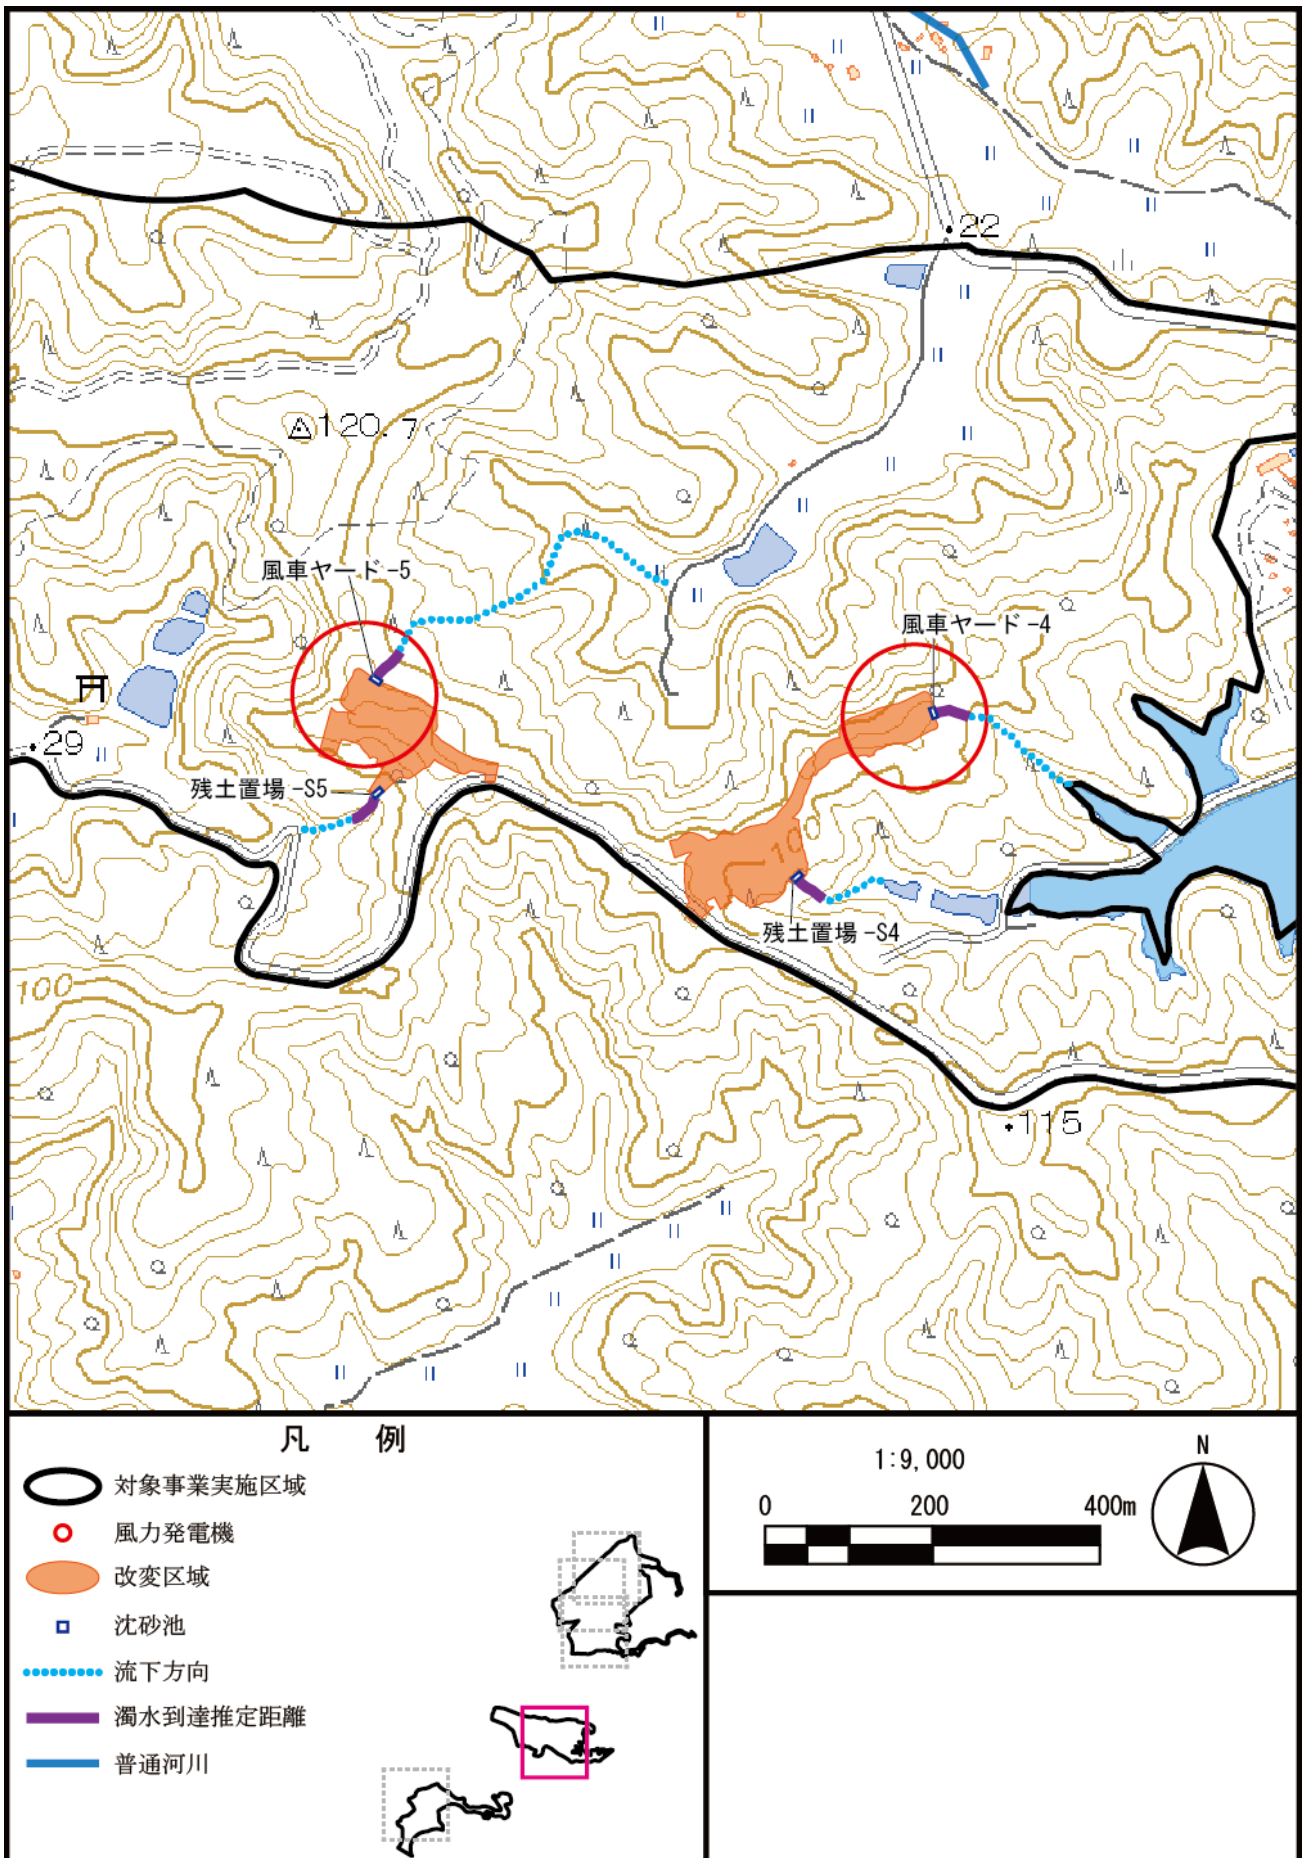 22
120.7
風車ヤード-5
風車ヤード-4
29
残土置場-S5
100
残土置場-S4
100
115
凡 例
対象事業実施区域
風力発電機
改変区域
沈砂池
流下方向
濁水到達推定距離
普通河川
1:9,000
0 200 400m
N